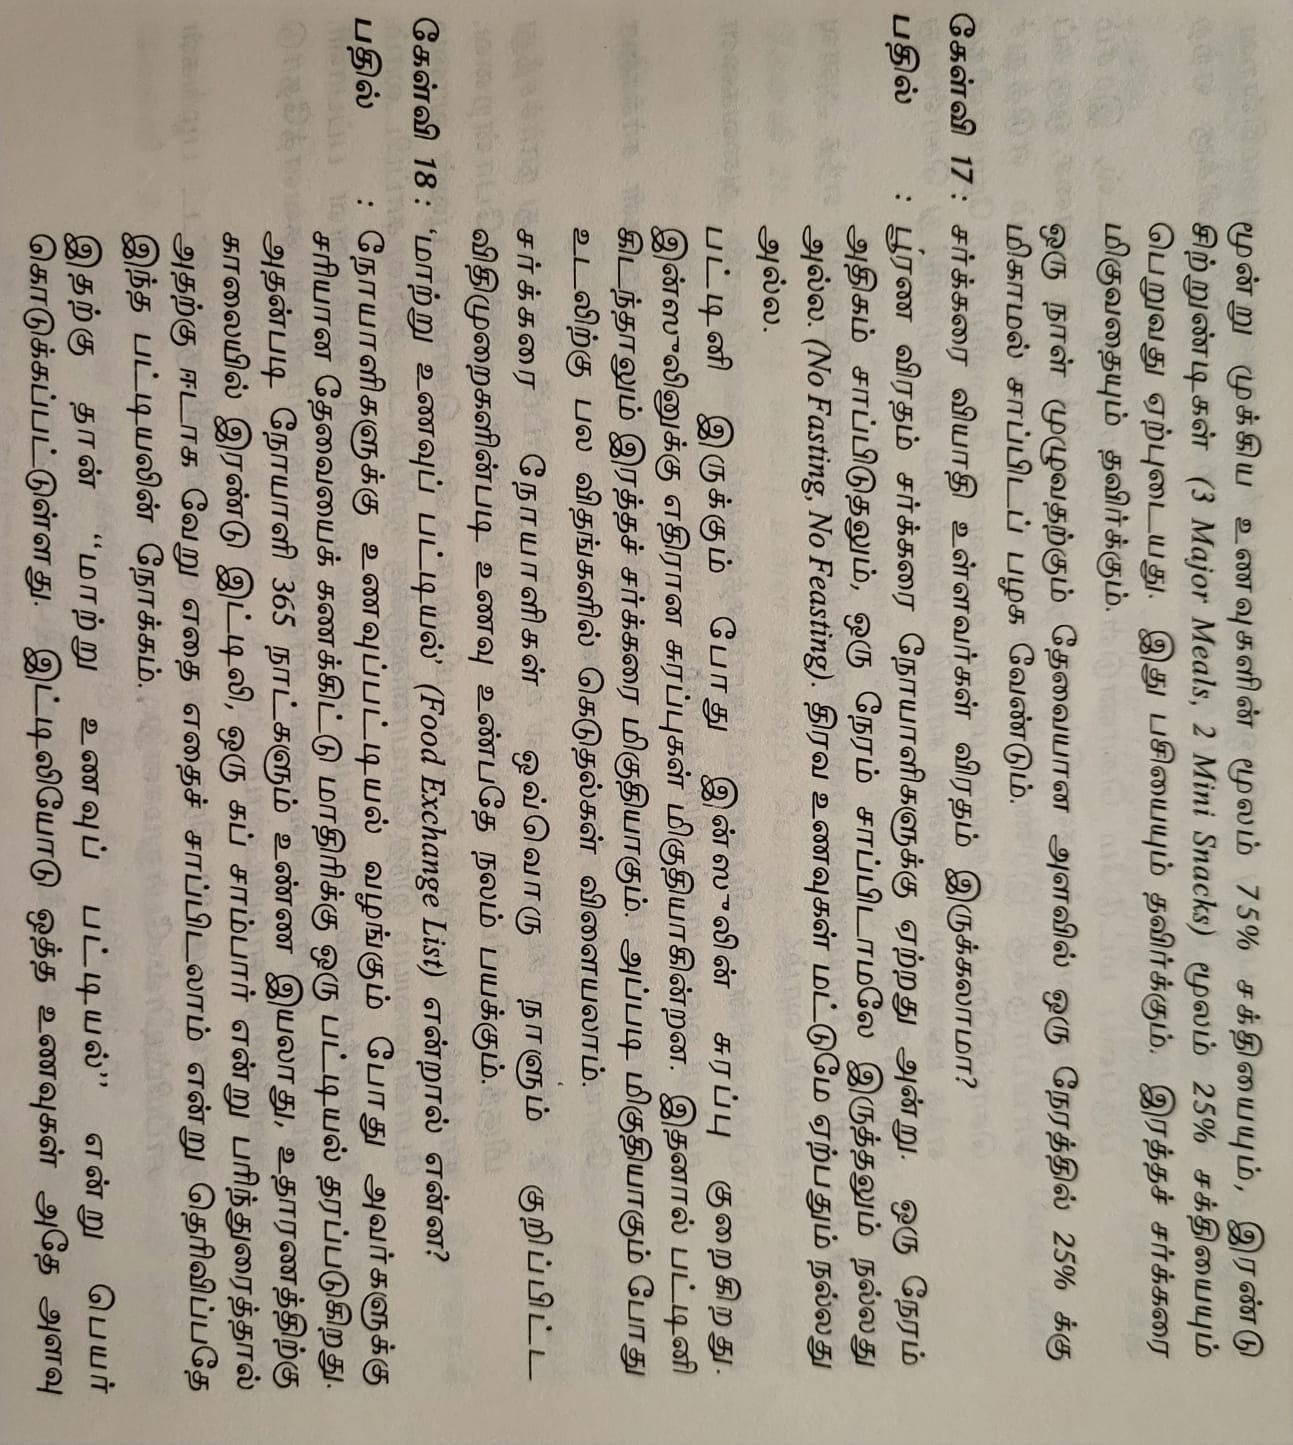 மூன்று முக்கிய உணவுகளின் மூலம் 75% சக்தியையும், இரண்டு
சிற்றுண்டிகள் (3 Major Meals, 2 Mini Snacks) மூலம் 25% சக்தியையும்
பெறுவது ஏற்புடையது. இது பசியையும் தவிர்க்கும். இரத்தச் சர்க்கரை
மிகுவதையும் தவிர்க்கும்.
ஒரு நாள் முழுவதற்கும் தேவையான அளவில் ஒரு நேரத்தில் 25% க்கு
மிகாமல் சாப்பிடப் பழக வேண்டும்.
கேள்வி 17 : சர்க்கரை வியாதி உள்ளவர்கள் விரதம் இருக்கலாமா?
பதில் : பூரண விரதம் சர்க்கரை நோயாளிகளுக்கு ஏற்றது அன்று. ஒரு நேரம்
அதிகம் சாப்பிடுதலும், ஒரு நேரம் சாப்பிடாமலே இருத்தலும் நல்லது
அல்ல. (No Fasting, No Feasting). திரவ உணவுகள் மட்டுமே ஏற்பதும் நல்லது
அல்ல.
பட்டினி இருக்கும் போது இன்ஸுலின் சுரப்பு குறைகிறது.
இன்ஸுலினுக்கு எதிரான சுரப்புகள் மிகுதியாகின்றன. இதனால் பட்டினி
கிடந்தாலும் இரத்தச் சர்க்கரை மிகுதியாகும். அப்படி மிகுதியாகும் போது
உடலிற்கு பல விதங்களில் கெடுதல்கள் விளையலாம்.
சர்க்கரை நோயாளிகள் ஒவ்வொரு நாளும் குறிப்பிட்ட
விதிமுறைகளின்படி உணவு உண்பதே நலம் பயக்கும்.
கேள்வி 18 : ‘மாற்று உணவுப் பட்டியல்’ (Food Exchange List) என்றால் என்ன?
பதில் : நோயாளிகளுக்கு உணவுப்பட்டியல் வழங்கும் போது அவர்களுக்கு
சரியான தேவையைக் கணக்கிட்டு மாதிரிக்கு ஒரு பட்டியல் தரப்படுகிறது.
அதன்படி நோயாளி 365 நாட்களும் உண்ண இயலாது, உதாரணத்திற்கு
காலையில் இரண்டு இட்டிலி, ஒரு கப் சாம்பார் என்று பரிந்துரைத்தால்
அதற்கு ஈடாக வேறு எதை எதைச் சாப்பிடலாம் என்று தெரிவிப்பதே
இந்த பட்டியலின் நோக்கம்.
இதற்கு தான் “மாற்று உணவுப் பட்டியல்” என்று பெயர்
கொடுக்கப்பட்டுள்ளது. இட்டிலியோடு ஒத்த உணவுகள் அதே அளவு